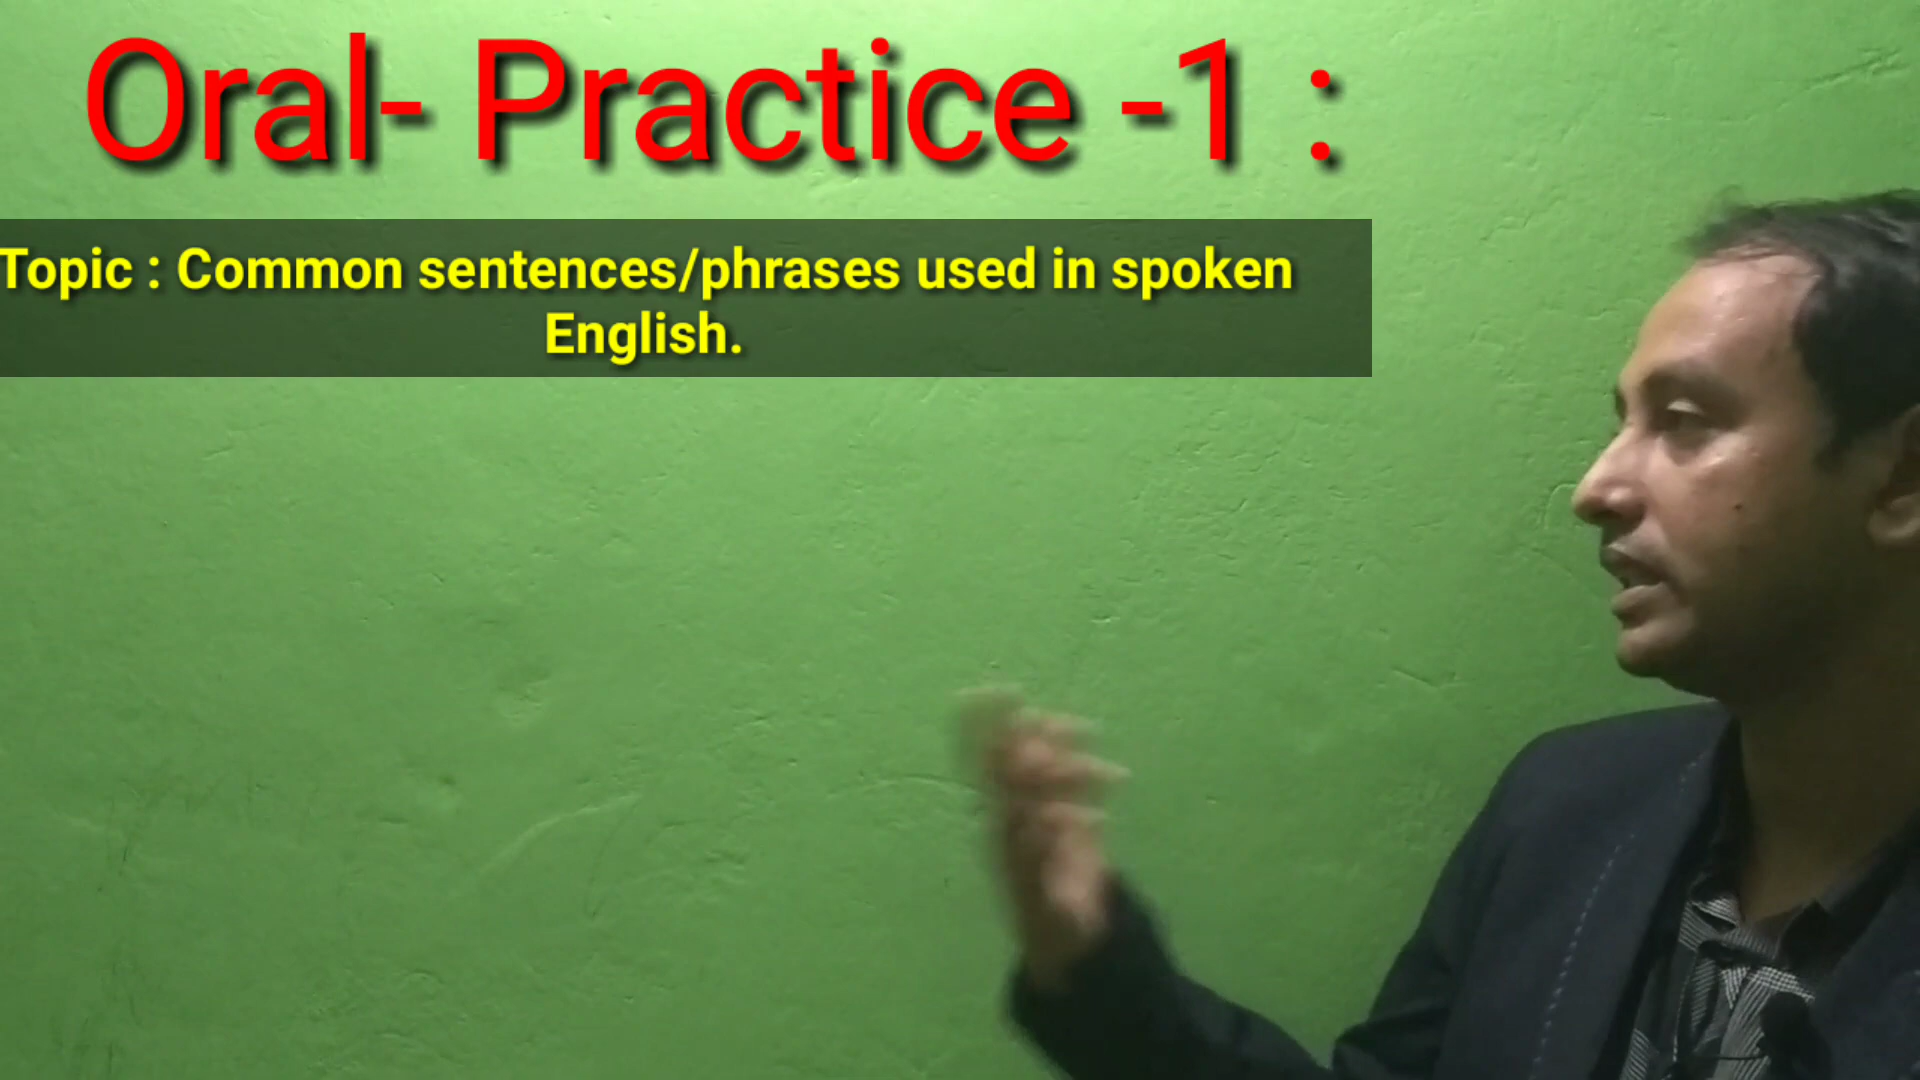 Oral- Practice -1 :
Topic : Common sentences/phrases used in spoken
English.